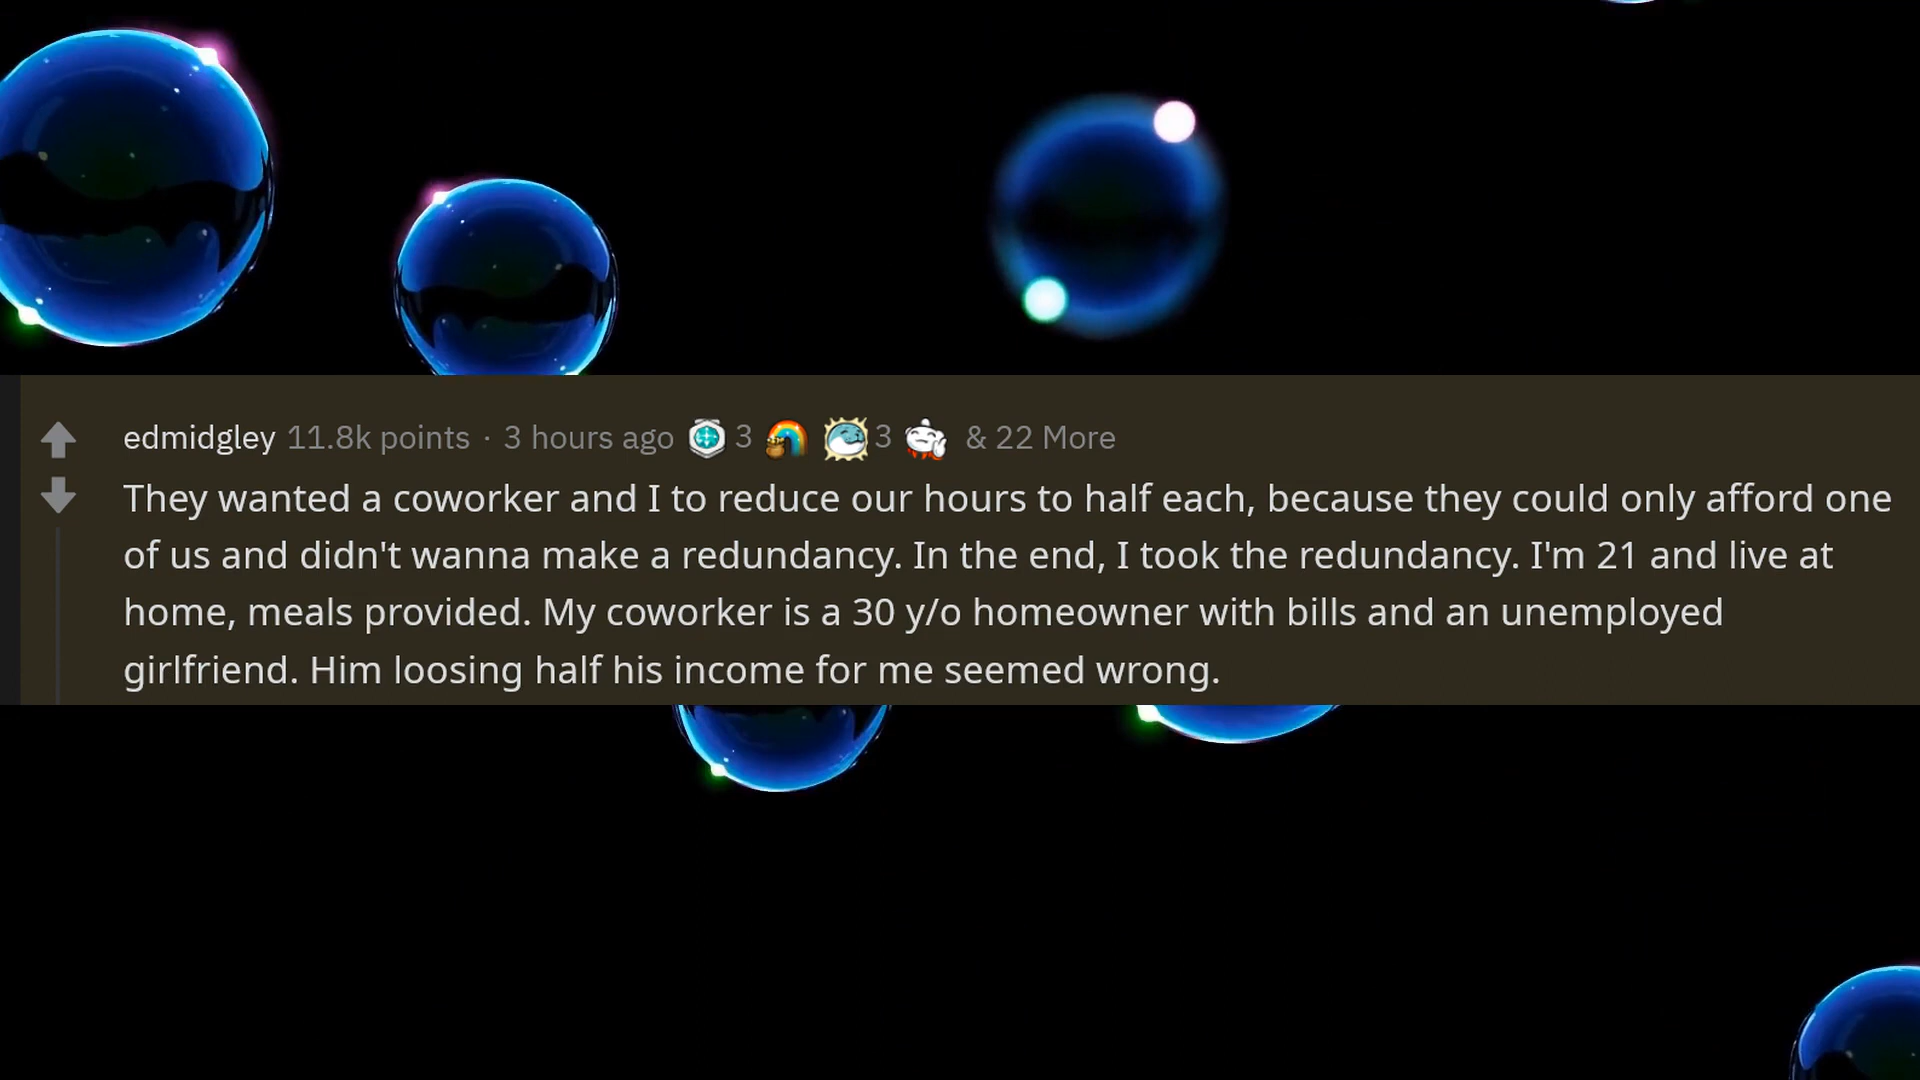 edmidgley 11.8k points · 3 hours ago 3 3 & 22 More
They wanted a coworker and I to reduce our hours to half each, because they could only afford one
of us and didn't wanna make a redundancy. In the end, I took the redundancy. I'm 21 and live at
home, meals provided. My coworker is a 30 y/o homeowner with bills and an unemployed
girlfriend. Him loosing half his income for me seemed wrong.